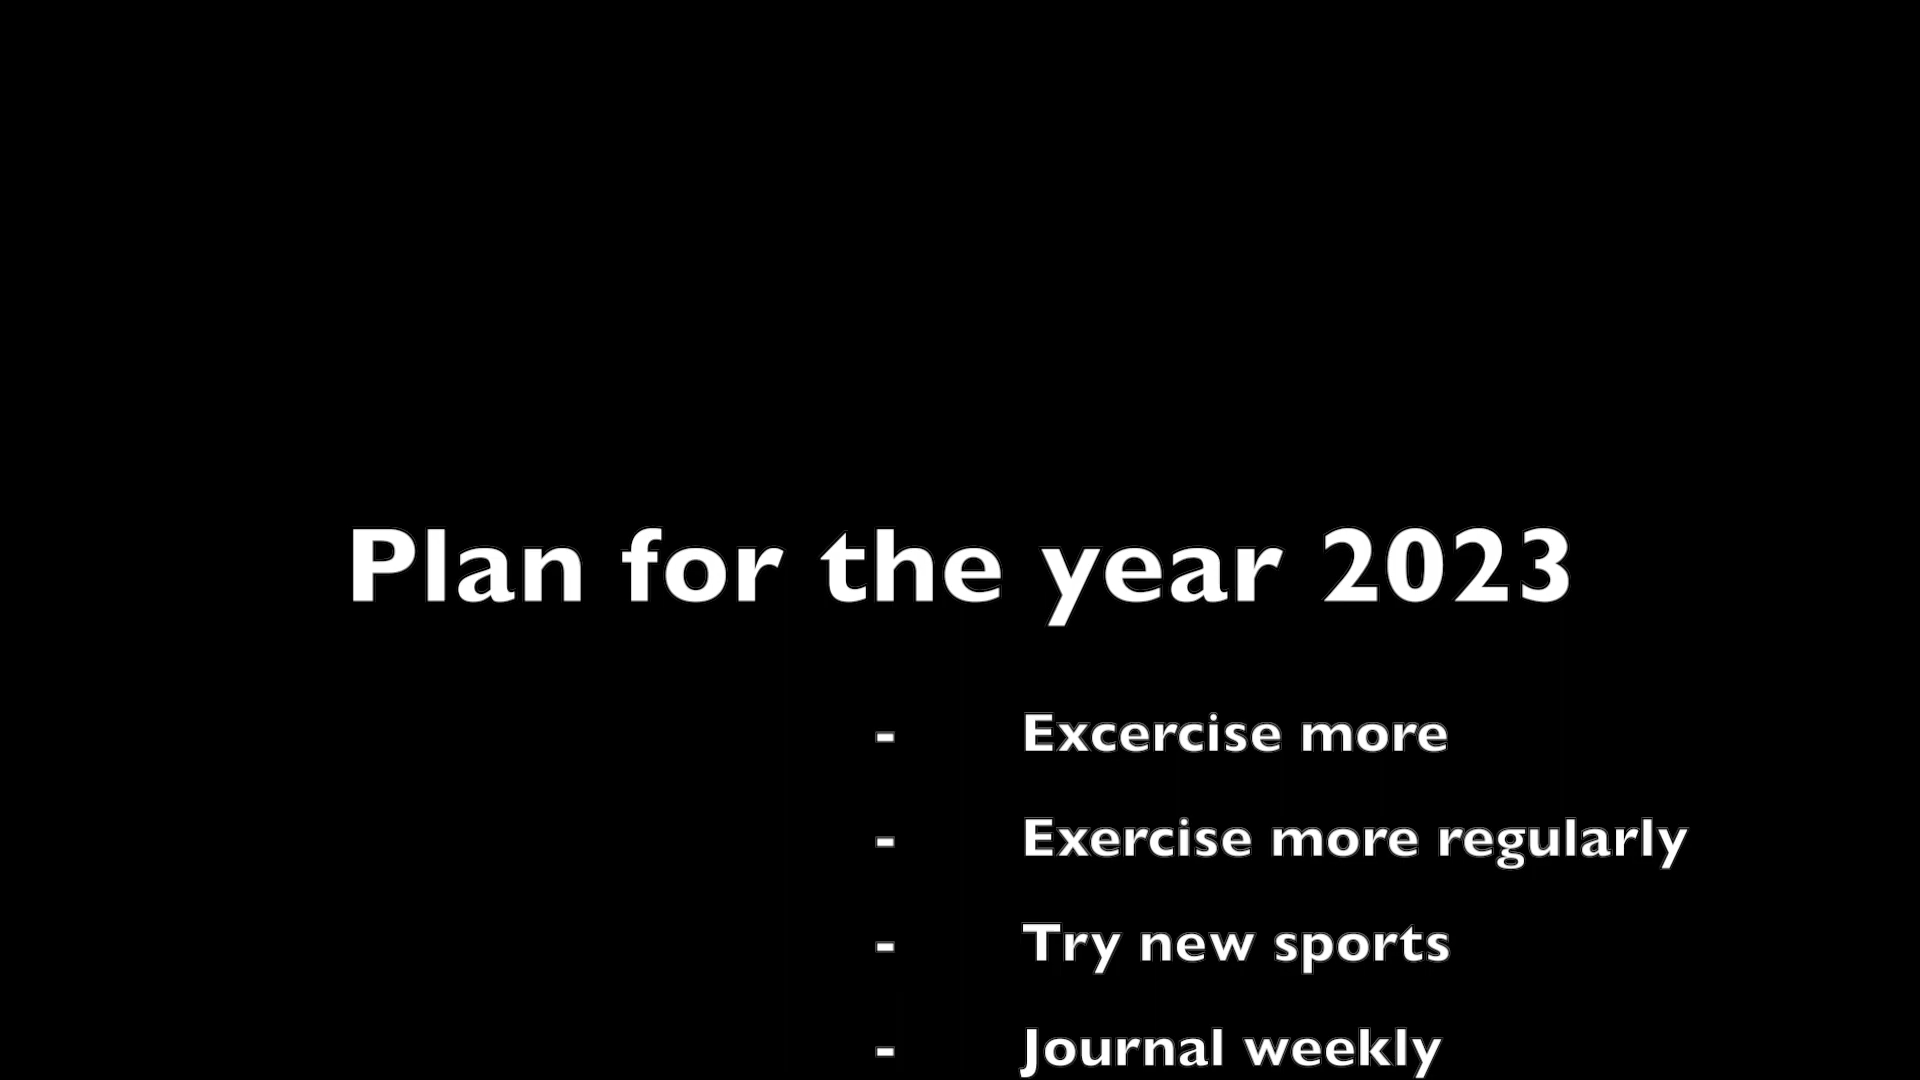 Plan for the year 2023
- Excercise more
- Exercise more regularly
- Try new sports
- Journal weekly